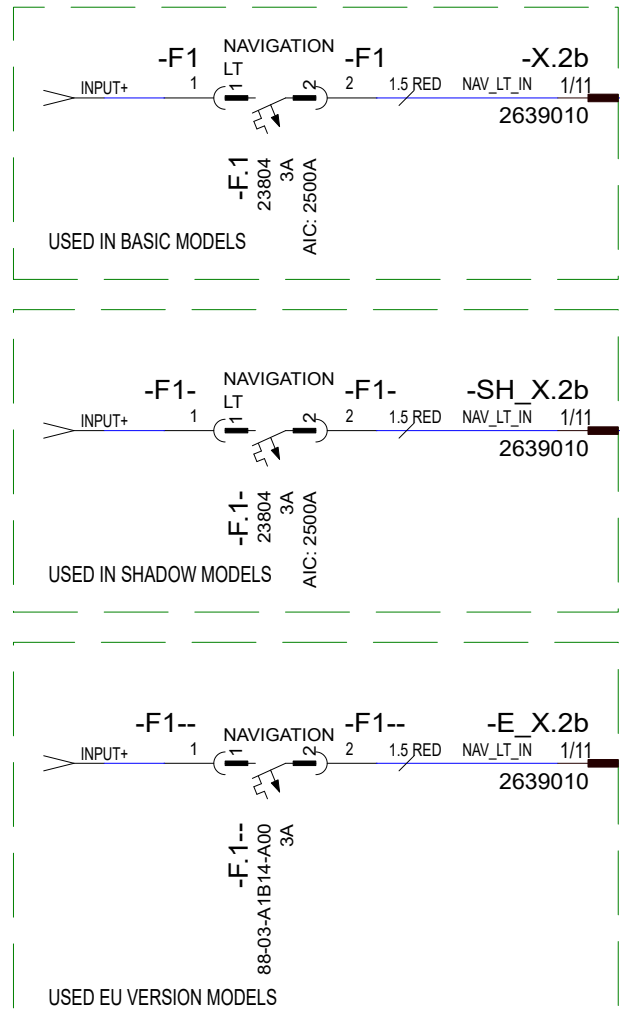 -F1 NAVIGATION LT -F1 -X.2b
INPUT+ 1 1 2 2 1.5 RED NAV_LT_IN 1/11
2639010
-F.1
23804
3A
AIC: 2500A
USED IN BASIC MODELS
-F1- NAVIGATION LT -F1- -SH_X.2b
INPUT+ 1 1 2 2 1.5 RED NAV_LT_IN 1/11
2639010
-F.1-
23804
3A
AIC: 2500A
USED IN SHADOW MODELS
-F1-- NAVIGATION -F1-- -E_X.2b
INPUT+ 1 1 2 2 1.5 RED NAV_LT_IN 1/11
2639010
-F.1--
88-03-A1B14-A00
3A
USED EU VERSION MODELS